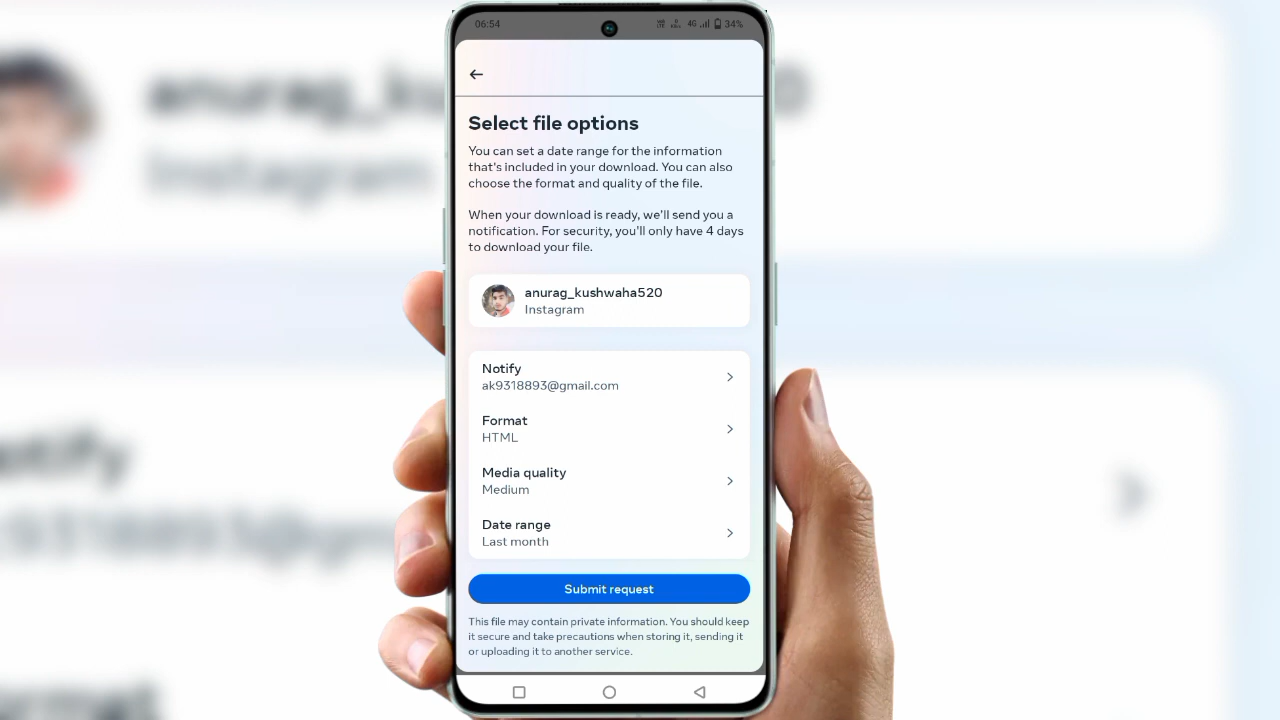 06:54
4G 34%
Select file options
You can set a date range for the information
that's included in your download. You can also
choose the format and quality of the file.
When your download is ready, we'll send you a
notification. For security, you'll only have 4 days
to download your file.
anurag_kushwaha520
Instagram
Notify
ak9318893@gmail.com
Format
HTML
Media quality
Medium
Date range
Last month
Submit request
This file may contain private information. You should keep
it secure and take precautions when storing it, sending it
or uploading it to another service.